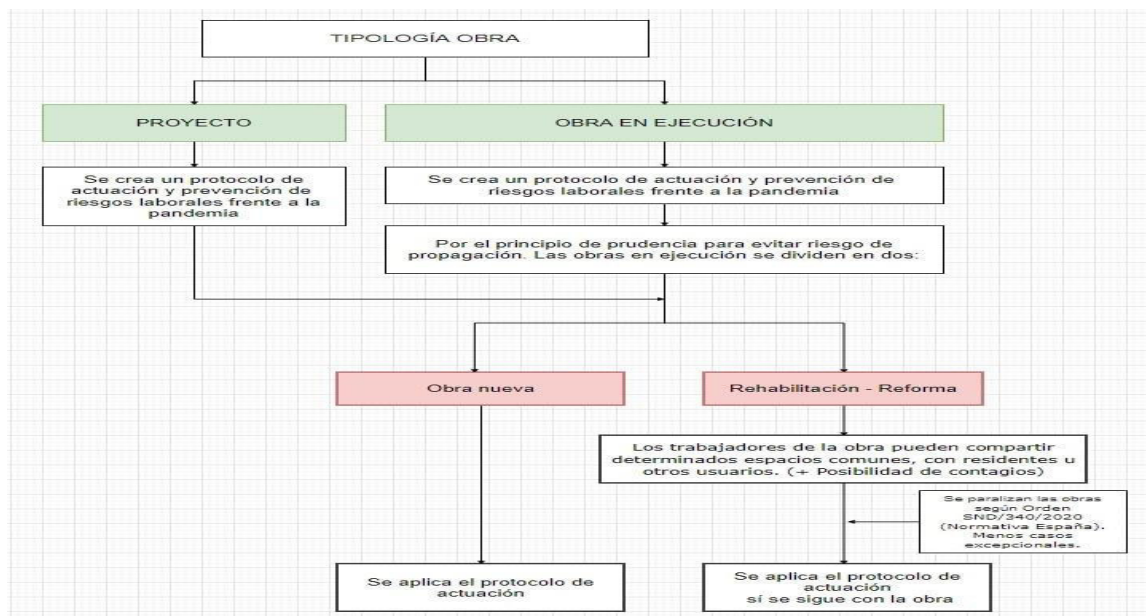 TIPOLOGÍA OBRA
PROYECTO
OBRA EN EJECUCIÓN
Se crea un protocolo de
actuación y prevención de
riesgos laborales frente a la
pandemia
Se crea un protocolo de actuación y prevención de
riesgos laborales frente a la pandemia
Por el principio de prudencia para evitar riesgo de
propagación. Las obras en ejecución se dividen en dos:
Obra nueva
Rehabilitación - Reforma
Los trabajadores de la obra pueden compartir
determinados espacios comunes, con residentes u
otros usuarios. (+ Posibilidad de contagios)
Se paralizan las obras
según Orden
SND/340/2020
(Normativa España).
Menos casos
excepcionales.
Se aplica el protocolo de
actuación
Se aplica el protocolo de
actuación
sí se sigue con la obra